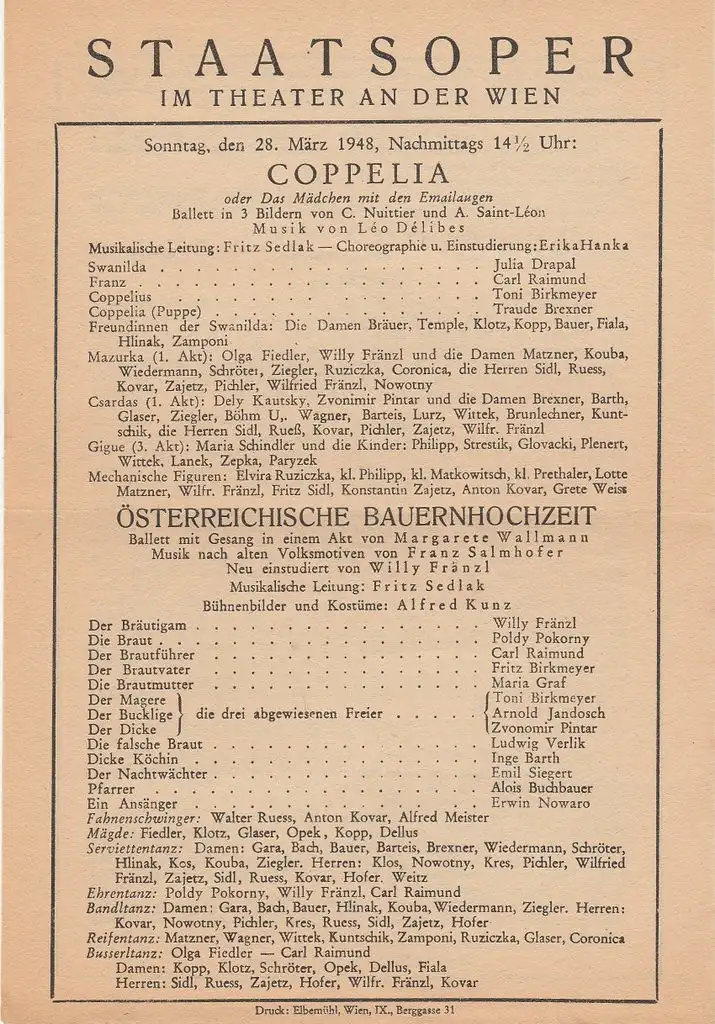 STAATSOPER
IM THEATER AN DER WIEN
Sonntag, den 28. März 1948, Nachmittags 14½ Uhr:
COPPELIA
oder Das Mädchen mit den Emailaugen
Ballett in 3 Bildern von C. Nuittier und A. Saint-Léon
Musik von Léo Délibes
Musikalische Leitung: Fritz Sedlak — Choreographie u. Einstudierung: Erika Hanka
Swanilda . . . . . . . . . . . . . . . . . . Julia Drapal
Franz . . . . . . . . . . . . . . . . . . . Carl Raimund
Coppelius . . . . . . . . . . . . . . . . . Toni Birkmeyer
Coppelia (Puppe) . . . . . . . . . . . . . . Traude Brexner
Freundinnen der Swanilda: Die Damen Bräuer, Temple, Klotz, Kopp, Bauer, Fiala,
Hlinak, Zamponi
Mazurka (1. Akt): Olga Fiedler, Willy Fränzl und die Damen Matzner, Kouba,
Wiedermann, Schröter, Ziegler, Ruziczka, Coronica, die Herren Sidl, Ruess,
Kovar, Zajetz, Pichler, Wilfried Fränzl, Nowotny
Csardas (1. Akt): Dely Kautsky, Zvonimir Pintar und die Damen Brexner, Barth,
Glaser, Ziegler, Böhm U,. Wagner, Barteis, Lurz, Wittek, Brunlechner, Kunt-
schik, die Herren Sidl, Rueß, Kovar, Pichler, Zajetz, Wilfr. Fränzl
Gigue (3. Akt): Maria Schindler und die Kinder: Philipp, Strestik, Glovacki, Plenert,
Wittek, Lanek, Zepka, Paryzek
Mechanische Figuren: Elvira Ruziczka, kl. Philipp, kl. Matkowitsch, kl. Prethaler, Lotte
Matzner, Wilfr. Fränzl, Fritz Sidl, Konstantin Zajetz, Anton Kovar, Grete Weiss
ÖSTERREICHISCHE BAUERNHOCHZEIT
Ballett mit Gesang in einem Akt von Margarete Wallmann
Musik nach alten Volksmotiven von Franz Salmhofer
Neu einstudiert von Willy Fränzl
Musikalische Leitung: Fritz Sedlak
Bühnenbilder und Kostüme: Alfred Kunz
Der Bräutigam . . . . . . . . . . . . . . . . Willy Fränzl
Die Braut . . . . . . . . . . . . . . . . . . Poldy Pokorny
Der Brautführer . . . . . . . . . . . . . . . Carl Raimund
Der Brautvater . . . . . . . . . . . . . . . Fritz Birkmeyer
Die Brautmutter . . . . . . . . . . . . . . . Maria Graf
Der Magere } { Toni Birkmeyer
Der Bucklige } die drei abgewiesenen Freier . . . . . { Arnold Jandosch
Der Dicke } { Zvonomir Pintar
Die falsche Braut . . . . . . . . . . . . . . Ludwig Verlik
Dicke Köchin . . . . . . . . . . . . . . . . Inge Barth
Der Nachtwächter . . . . . . . . . . . . . . Emil Siegert
Pfarrer . . . . . . . . . . . . . . . . . . . Alois Buchbauer
Ein Ansänger . . . . . . . . . . . . . . . . Erwin Nowaro
Fahnenschwinger: Walter Ruess, Anton Kovar, Alfred Meister
Mägde: Fiedler, Klotz, Glaser, Opek, Kopp, Dellus
Serviettentanz: Damen: Gara, Bach, Bauer, Barteis, Brexner, Wiedermann, Schröter,
Hlinak, Kos, Kouba, Ziegler. Herren: Klos, Nowotny, Kres, Pichler, Wilfried
Fränzl, Zajetz, Sidl, Ruess, Kovar, Hofer. Weitz
Ehrentanz: Poldy Pokorny, Willy Fränzl, Carl Raimund
Bandltanz: Damen: Gara, Bach, Bauer, Hlinak, Kouba, Wiedermann, Ziegler. Herren:
Kovar, Nowotny, Pichler, Kres, Ruess, Sidl, Zajetz, Hofer
Reifentanz: Matzner, Wagner, Wittek, Kuntschik, Zamponi, Ruziczka, Glaser, Coronica
Busserltanz: Olga Fiedler — Carl Raimund
Damen: Kopp, Klotz, Schröter, Opek, Dellus, Fiala
Herren: Sidl, Ruess, Zajetz, Hofer, Wilfr. Fränzl, Kovar
Druck: Elbemühl, Wien, IX., Berggasse 31